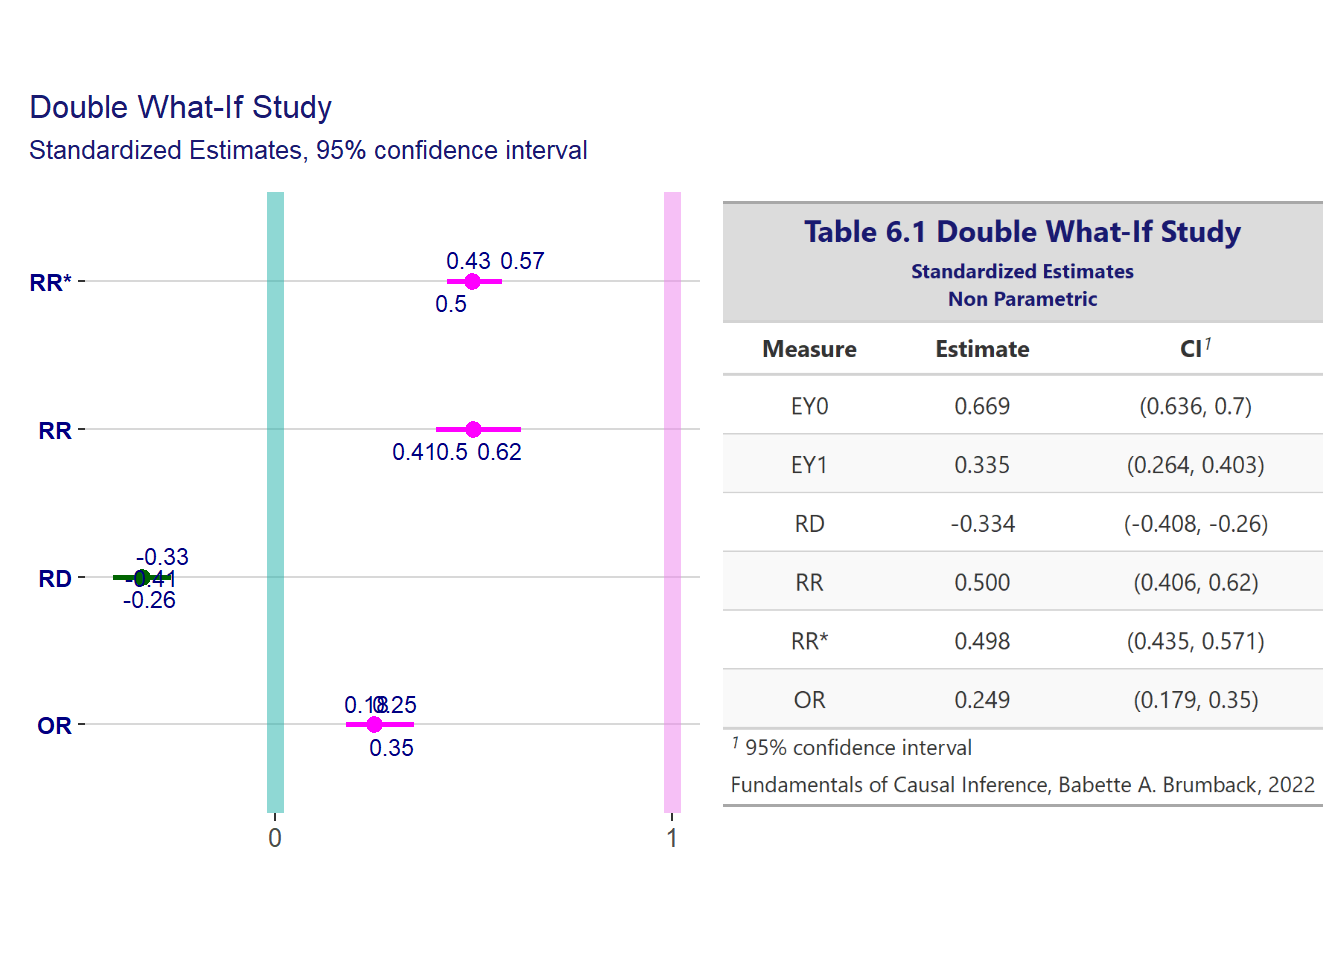 Double What-If Study
Standardized Estimates, 95% confidence interval
RR*
0.43 0.57
0.5
RR
0.41 0.5 0.62
RD
-0.33
-0.41
-0.26
OR
0.18 0.25
0.35
0 1
Table 6.1 Double What-If Study
Standardized Estimates
Non Parametric
Measure Estimate CI1
EY0 0.669 (0.636, 0.7)
EY1 0.335 (0.264, 0.403)
RD -0.334 (-0.408, -0.26)
RR 0.500 (0.406, 0.62)
RR* 0.498 (0.435, 0.571)
OR 0.249 (0.179, 0.35)
1 95% confidence interval
Fundamentals of Causal Inference, Babette A. Brumback, 2022